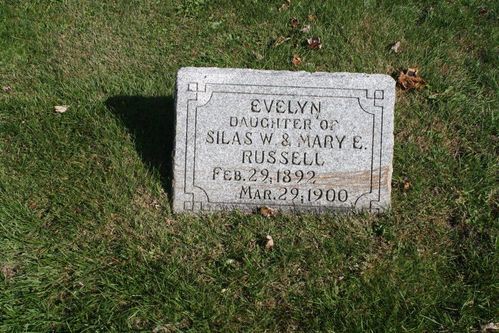 EVELYN
DAUGHTER OF
SILAS W. & MARY E.
RUSSELL
FEB. 29, 1892
MAR. 29, 1900